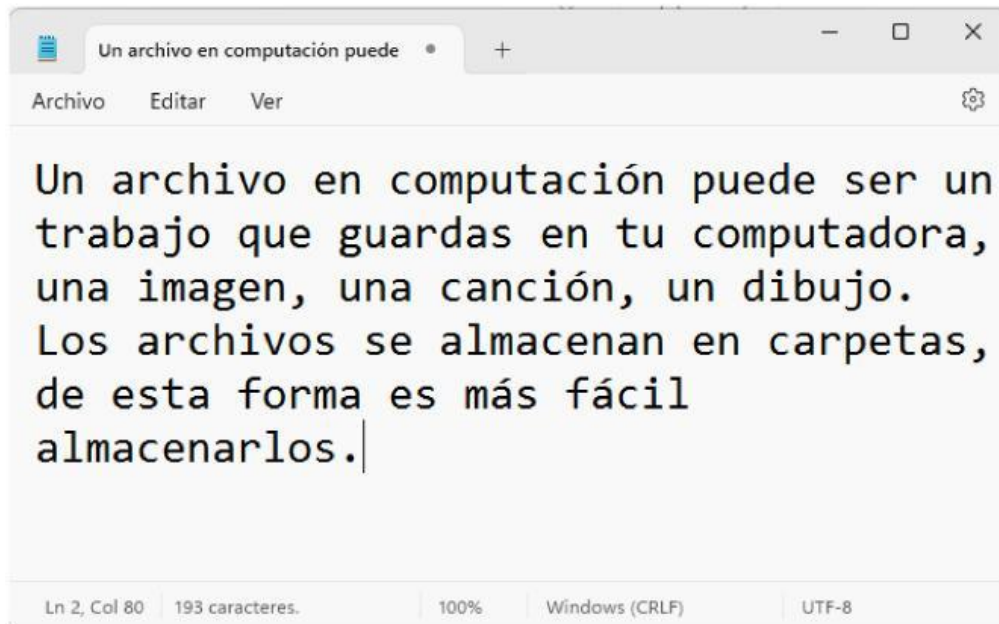 Un archivo en computación puede
Archivo Editar Ver
Un archivo en computación puede ser un
trabajo que guardas en tu computadora,
una imagen, una canción, un dibujo.
Los archivos se almacenan en carpetas,
de esta forma es más fácil
almacenarlos.
Ln 2, Col 80 193 caracteres. 100% Windows (CRLF) UTF-8